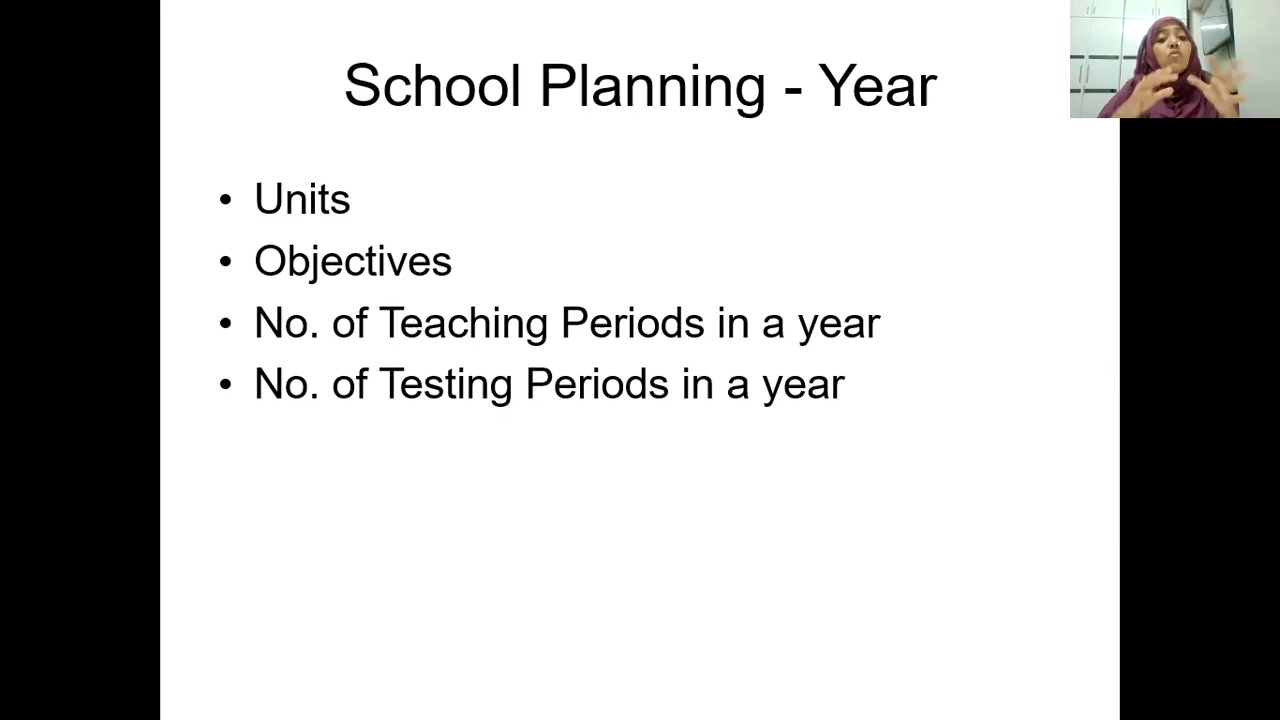 School Planning - Year
• Units
• Objectives
• No. of Teaching Periods in a year
• No. of Testing Periods in a year